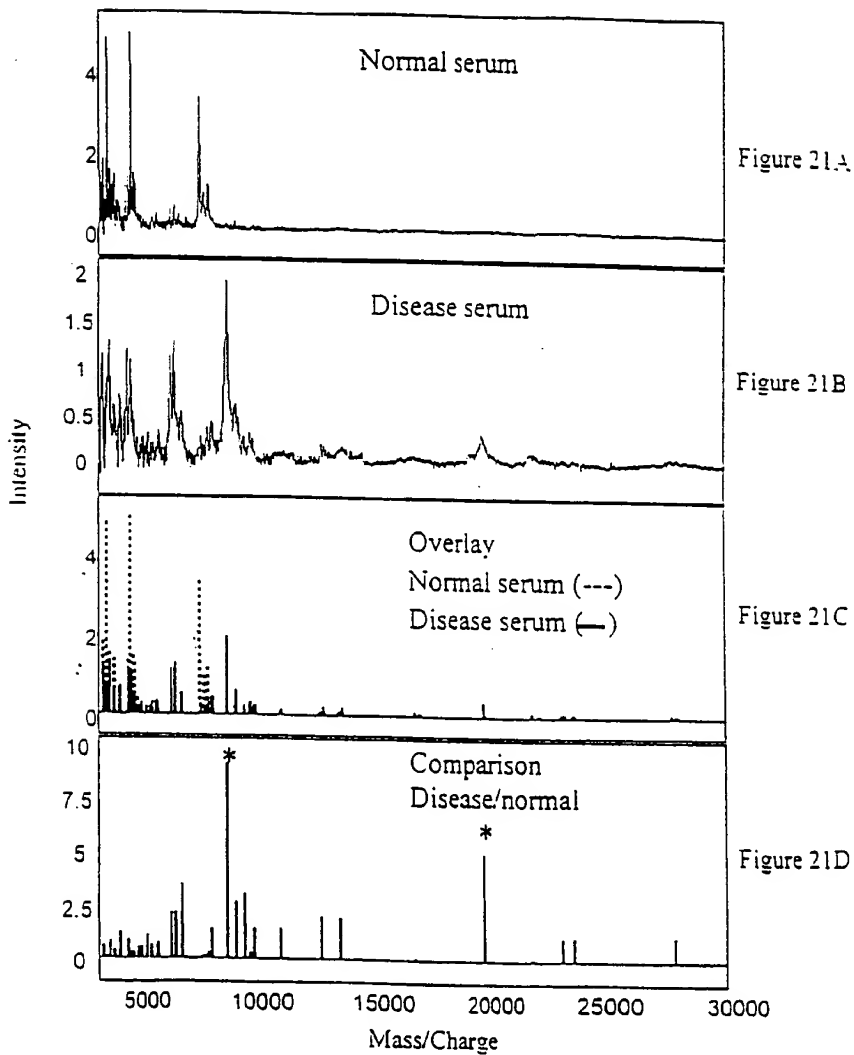 4
2
0
Normal serum
Figure 21A
2
1.5
1
0.5
0
Disease serum
Figure 21B
Intensity
4
2
0
Overlay
Normal serum (---)
Disease serum (—)
Figure 21C
10
7.5
5
2.5
0
*
Comparison
Disease/normal
*
Figure 21D
5000 10000 15000 20000 25000 30000
Mass/Charge